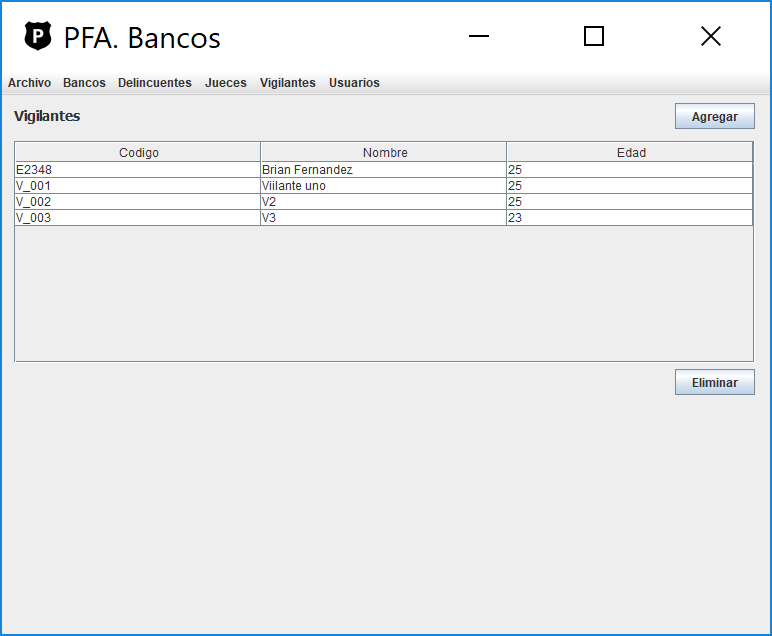 P PFA. Bancos
Archivo Bancos Delincuentes Jueces Vigilantes Usuarios
Vigilantes Agregar
Codigo Nombre Edad
E2348 Brian Fernandez 25
V_001 Viilante uno 25
V_002 V2 25
V_003 V3 23
Eliminar